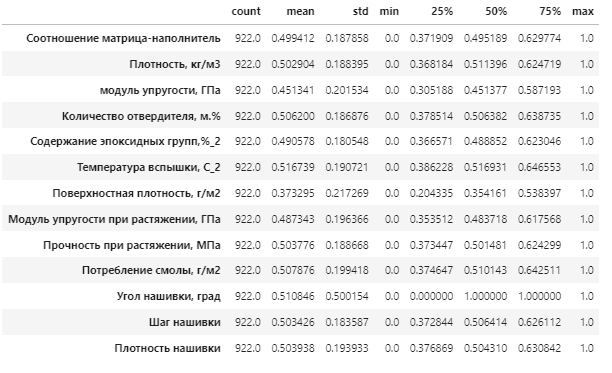 count mean std min 25% 50% 75% max
Соотношение матрица-наполнитель 922.0 0.499412 0.187858 0.0 0.371909 0.495189 0.629774 1.0
Плотность, кг/м3 922.0 0.502904 0.188395 0.0 0.368184 0.511396 0.624719 1.0
модуль упругости, ГПа 922.0 0.451341 0.201534 0.0 0.305188 0.451377 0.587193 1.0
Количество отвердителя, м.% 922.0 0.506200 0.186876 0.0 0.378514 0.506382 0.638735 1.0
Содержание эпоксидных групп,%_2 922.0 0.490578 0.180548 0.0 0.366571 0.488852 0.623046 1.0
Температура вспышки, С_2 922.0 0.516739 0.190721 0.0 0.386228 0.516931 0.646553 1.0
Поверхностная плотность, г/м2 922.0 0.373295 0.217269 0.0 0.204335 0.354161 0.538397 1.0
Модуль упругости при растяжении, ГПа 922.0 0.487343 0.196366 0.0 0.353512 0.483718 0.617568 1.0
Прочность при растяжении, МПа 922.0 0.503776 0.188668 0.0 0.373447 0.501481 0.624299 1.0
Потребление смолы, г/м2 922.0 0.507876 0.199418 0.0 0.374647 0.510143 0.642511 1.0
Угол нашивки, град 922.0 0.510846 0.500154 0.0 0.000000 1.000000 1.000000 1.0
Шаг нашивки 922.0 0.503426 0.183587 0.0 0.372844 0.506414 0.626112 1.0
Плотность нашивки 922.0 0.503938 0.193933 0.0 0.376869 0.504310 0.630842 1.0